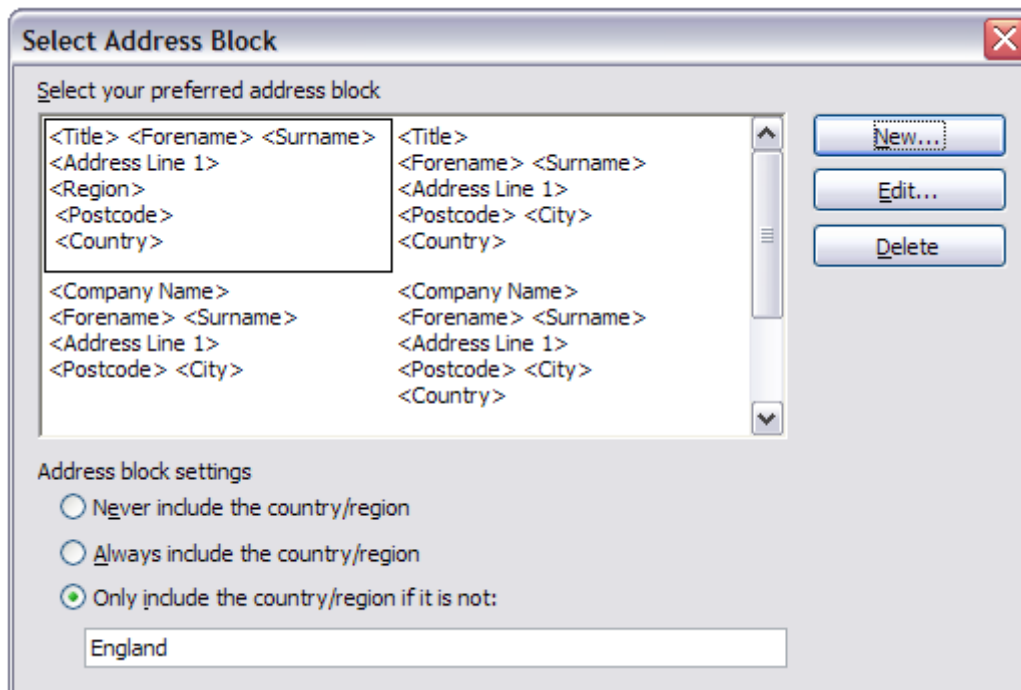 Select Address Block
Select your preferred address block
<Title> <Forename> <Surname>
<Address Line 1>
<Region>
<Postcode>
<Country>
<Title>
<Forename> <Surname>
<Address Line 1>
<Postcode> <City>
<Country>
<Company Name>
<Forename> <Surname>
<Address Line 1>
<Postcode> <City>
<Company Name>
<Forename> <Surname>
<Address Line 1>
<Postcode> <City>
<Country>
New...
Edit...
Delete
Address block settings
Never include the country/region
Always include the country/region
Only include the country/region if it is not:
England